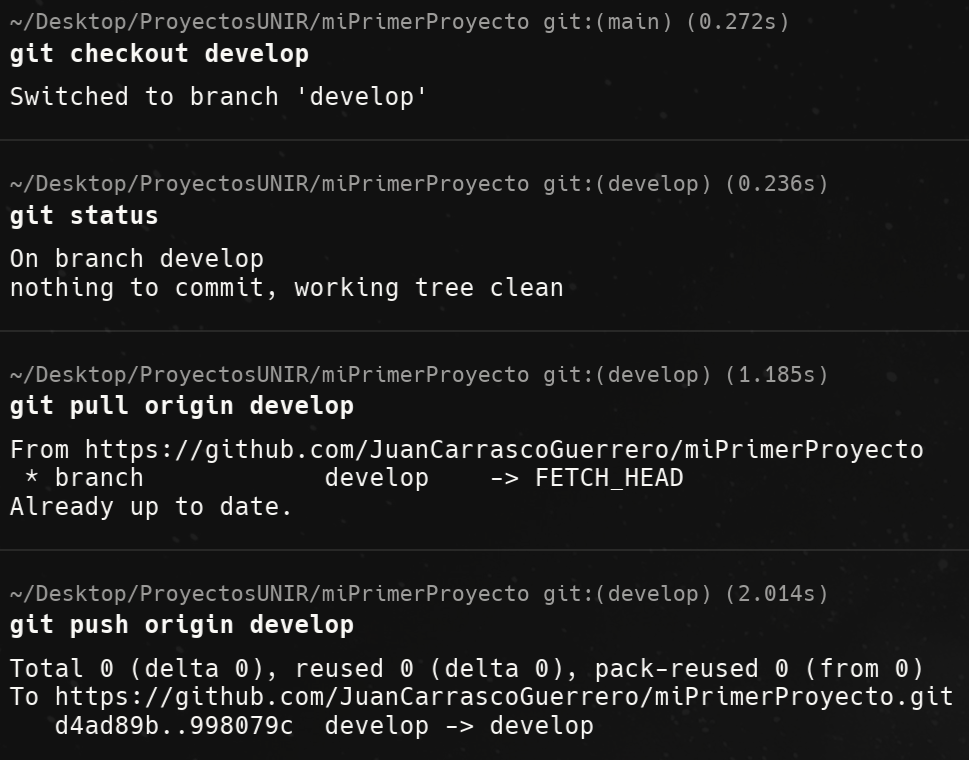 ~/Desktop/ProyectosUNIR/miPrimerProyecto git:(main) (0.272s)
git checkout develop
Switched to branch 'develop'
~/Desktop/ProyectosUNIR/miPrimerProyecto git:(develop) (0.236s)
git status
On branch develop
nothing to commit, working tree clean
~/Desktop/ProyectosUNIR/miPrimerProyecto git:(develop) (1.185s)
git pull origin develop
From https://github.com/JuanCarrascoGuerrero/miPrimerProyecto
 * branch            develop    -> FETCH_HEAD
Already up to date.
~/Desktop/ProyectosUNIR/miPrimerProyecto git:(develop) (2.014s)
git push origin develop
Total 0 (delta 0), reused 0 (delta 0), pack-reused 0 (from 0)
To https://github.com/JuanCarrascoGuerrero/miPrimerProyecto.git
   d4ad89b..998079c  develop -> develop